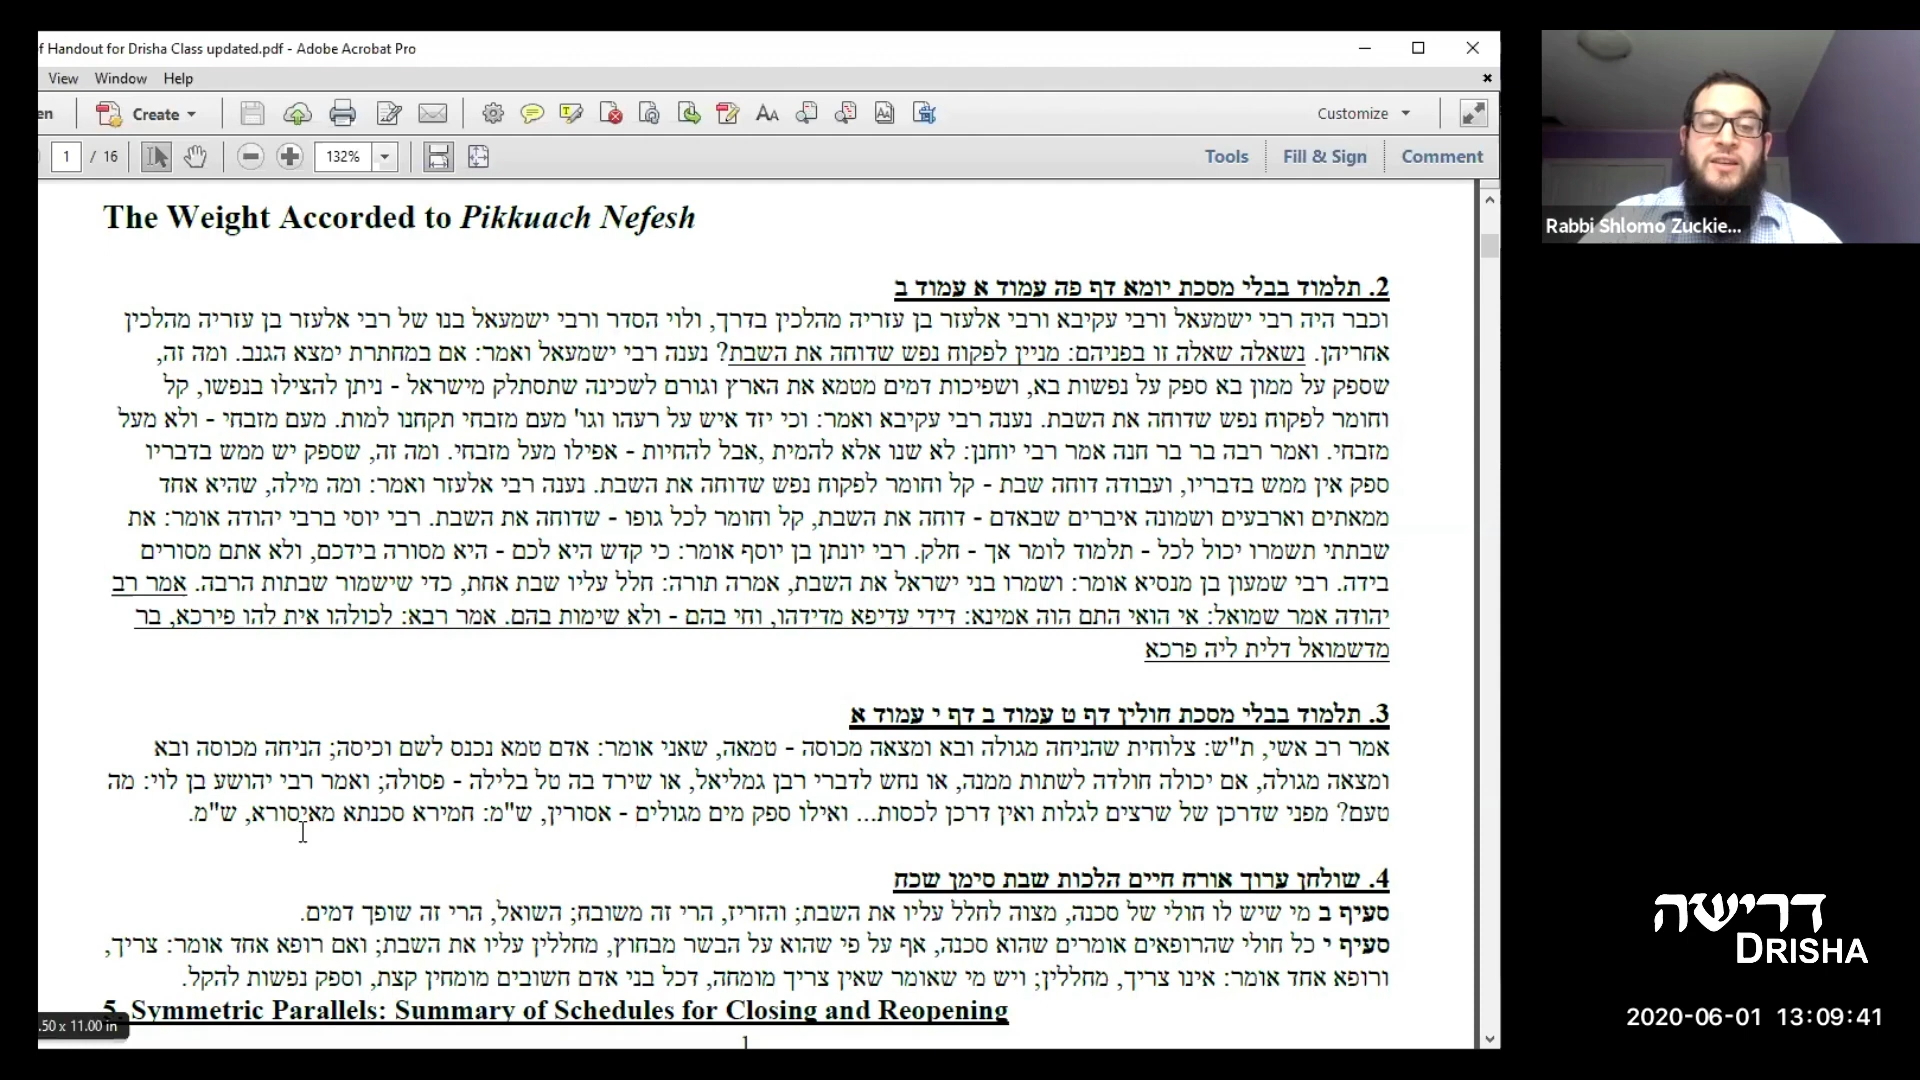 f Handout for Drisha Class updated.pdf - Adobe Acrobat Pro
View Window Help
en Create Customize
1 / 16 132% Tools Fill & Sign Comment
The Weight Accorded to Pikkuach Nefesh
2. תלמוד בבלי מסכת יומא דף פה עמוד א עמוד ב
וכבר היה רבי ישמעאל ורבי עקיבא ורבי אלעזר בן עזריה מהלכין בדרך, ולוי הסדר ורבי ישמעאל בנו של רבי אלעזר בן עזריה מהלכין
אחריהן. נשאלה שאלה זו בפניהם: מניין לפקוח נפש שדוחה את השבת? נענה רבי ישמעאל ואמר: אם במחתרת ימצא הגנב. ומה זה,
שספק על ממון בא ספק על נפשות בא, ושפיכות דמים מטמא את הארץ וגורם לשכינה שתסתלק מישראל - ניתן להצילו בנפשו, קל
וחומר לפקוח נפש שדוחה את השבת. נענה רבי עקיבא ואמר: וכי יזד איש על רעהו וגו' מעם מזבחי תקחנו למות. מעם מזבחי - ולא מעל
מזבחי. ואמר רבה בר בר חנה אמר רבי יוחנן: לא שנו אלא להמית ,אבל להחיות - אפילו מעל מזבחי. ומה זה, שספק יש ממש בדבריו
ספק אין ממש בדבריו, ועבודה דוחה שבת - קל וחומר לפקוח נפש שדוחה את השבת. נענה רבי אלעזר ואמר: ומה מילה, שהיא אחד
ממאתים וארבעים ושמונה איברים שבאדם - דוחה את השבת, קל וחומר לכל גופו - שדוחה את השבת. רבי יוסי ברבי יהודה אומר: את
שבתתי תשמרו יכול לכל - תלמוד לומר אך - חלק. רבי יונתן בן יוסף אומר: כי קדש היא לכם - היא מסורה בידכם, ולא אתם מסורים
בידה. רבי שמעון בן מנסיא אומר: ושמרו בני ישראל את השבת, אמרה תורה: חלל עליו שבת אחת, כדי שישמור שבתות הרבה. אמר רב
יהודה אמר שמואל: אי הואי התם הוה אמינא: דידי עדיפא מדידהו, וחי בהם - ולא שימות בהם. אמר רבא: לכולהו אית להו פירכא, בר
מדשמואל דלית ליה פרכא
3. תלמוד בבלי מסכת חולין דף ט עמוד ב דף י עמוד א
אמר רב אשי, ת"ש: צלוחית שהניחה מגולה ובא ומצאה מכוסה - טמאה, שאני אומר: אדם טמא נכנס לשם וכיסה; הניחה מכוסה ובא
ומצאה מגולה, אם יכולה חולדה לשתות ממנה, או נחש לדברי רבן גמליאל, או שירד בה טל בלילה - פסולה; ואמר רבי יהושע בן לוי: מה
טעם? מפני שדרכן של שרצים לגלות ואין דרכן לכסות... ואילו ספק מים מגולים - אסורין, ש"מ: חמירא סכנתא מאיסורא, ש"מ.
4. שולחן ערוך אורח חיים הלכות שבת סימן שכח
סעיף ב מי שיש לו חולי של סכנה, מצוה לחלל עליו את השבת; והזריז, הרי זה משובח; השואל, הרי זה שופך דמים.
סעיף י כל חולי שהרופאים אומרים שהוא סכנה, אף על פי שהוא על הבשר מבחוץ, מחללין עליו את השבת; ואם רופא אחד אומר: צריך,
ורופא אחד אומר: אינו צריך, מחללין; ויש מי שאומר שאין צריך מומחה, דכל בני אדם חשובים מומחין קצת, וספק נפשות להקל.
5. Symmetric Parallels: Summary of Schedules for Closing and Reopening
.50 x 11.00 in
1
Rabbi Shlomo Zuckie...
דרישה
DRISHA
2020-06-01 13:09:41